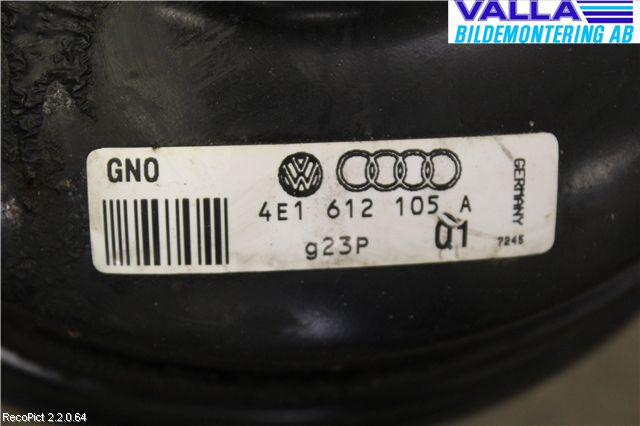 VALLA
BILDEMONTERING AB
GNO
4E1 612 105 A
g23P
Q1
GERMANY
7245
RecoPict 2.2.0.64